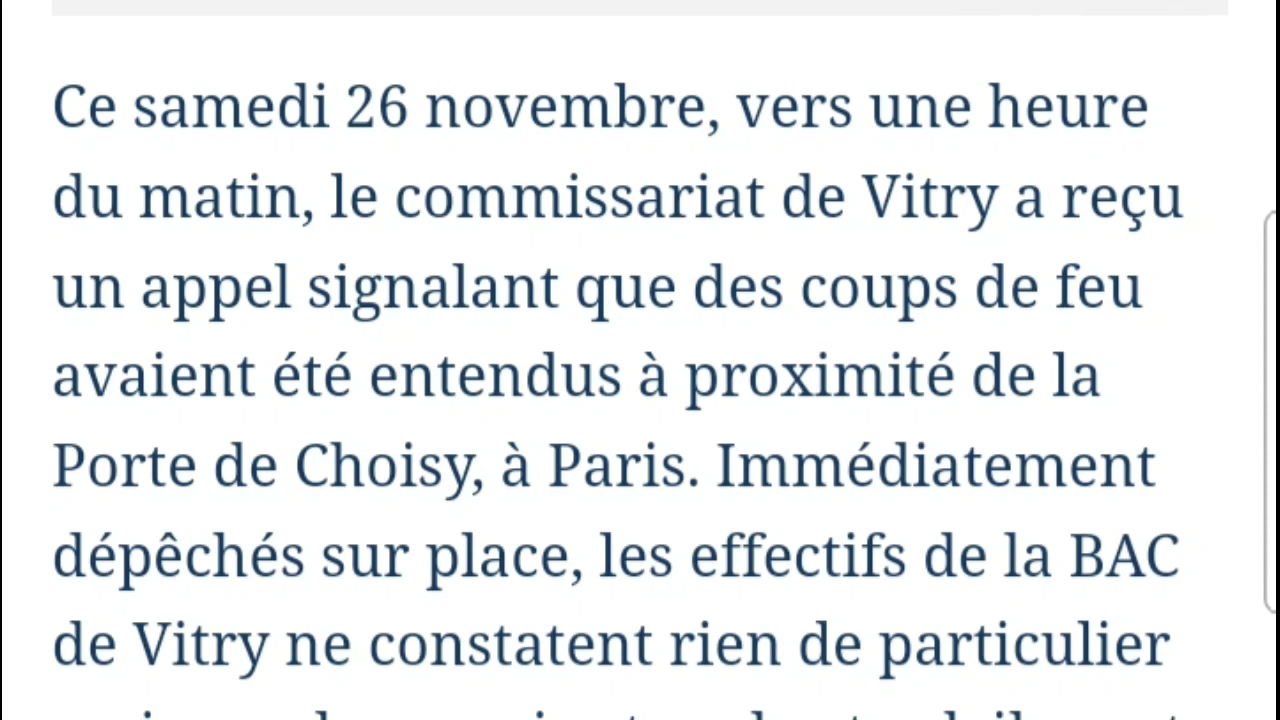 Ce samedi 26 novembre, vers une heure
du matin, le commissariat de Vitry a reçu
un appel signalant que des coups de feu
avaient été entendus à proximité de la
Porte de Choisy, à Paris. Immédiatement
dépêchés sur place, les effectifs de la BAC
de Vitry ne constatent rien de particulier